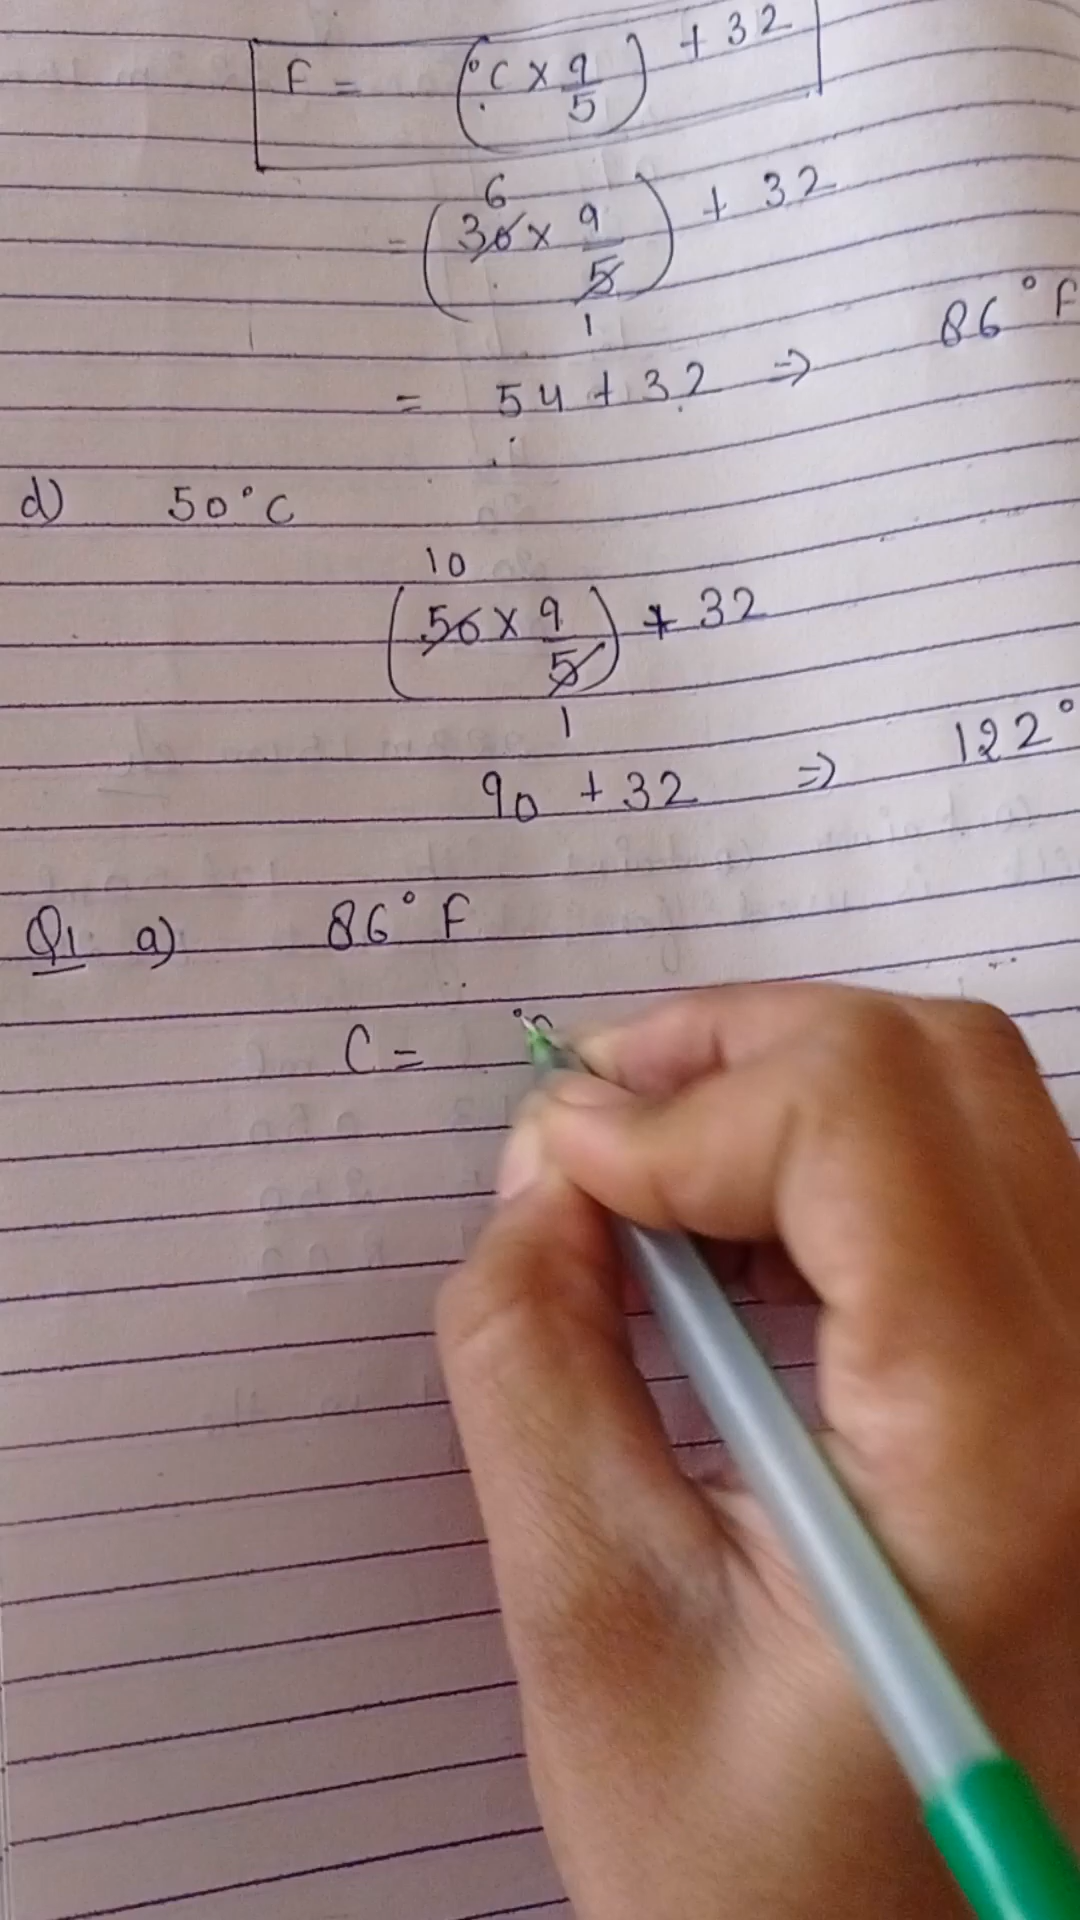 F = (°C × 9/5) + 32
6
= (30 × 9/5) + 32
1
= 54 + 32 ⇒ 86°F
d) 50°C
10
(50 × 9/5) + 32
1
90 + 32 ⇒ 122°
Q1 a) 86°F
C =